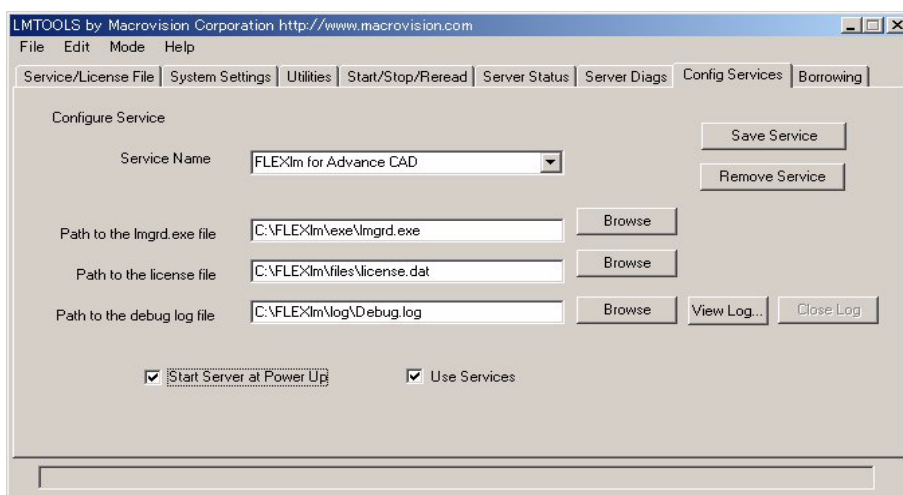 LMTOOLS by Macrovision Corporation http://www.macrovision.com
File Edit Mode Help
Service/License File System Settings Utilities Start/Stop/Reread Server Status Server Diags Config Services Borrowing
Configure Service
Save Service
Service Name FLEXlm for Advance CAD
Remove Service
Path to the lmgrd.exe file C:\FLEXlm\exe\lmgrd.exe Browse
Path to the license file C:\FLEXlm\files\license.dat Browse
Path to the debug log file C:\FLEXlm\log\Debug.log Browse View Log... Close Log
Start Server at Power Up Use Services